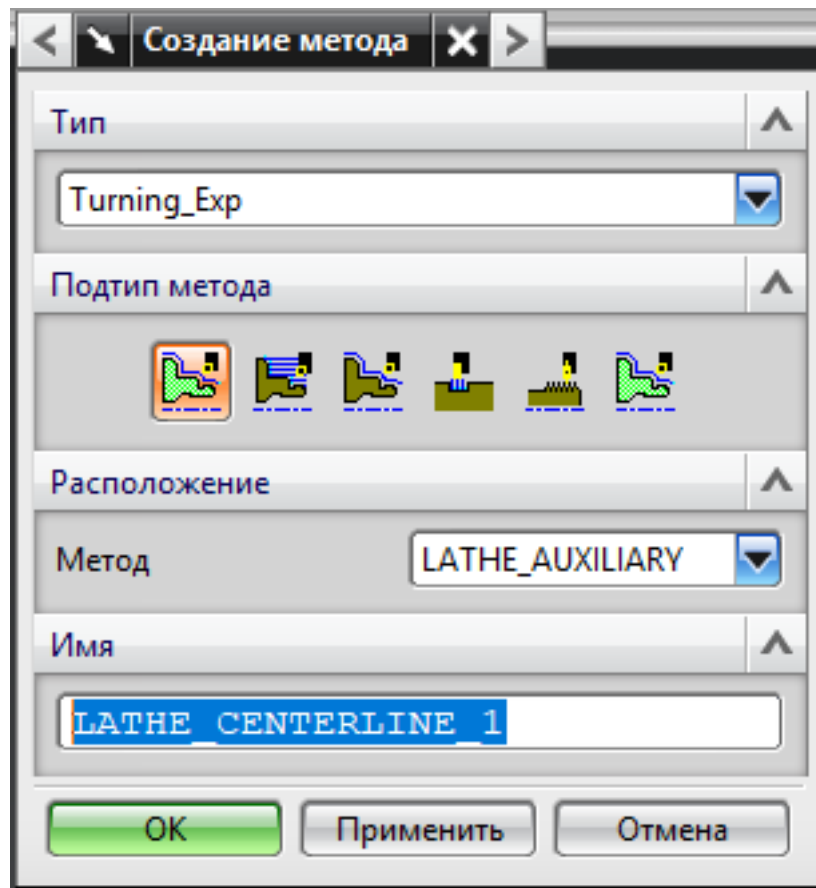 Создание метода
Тип
Turning_Exp
Подтип метода
Расположение
Метод LATHE_AUXILIARY
Имя
LATHE_CENTERLINE_1
OK Применить Отмена